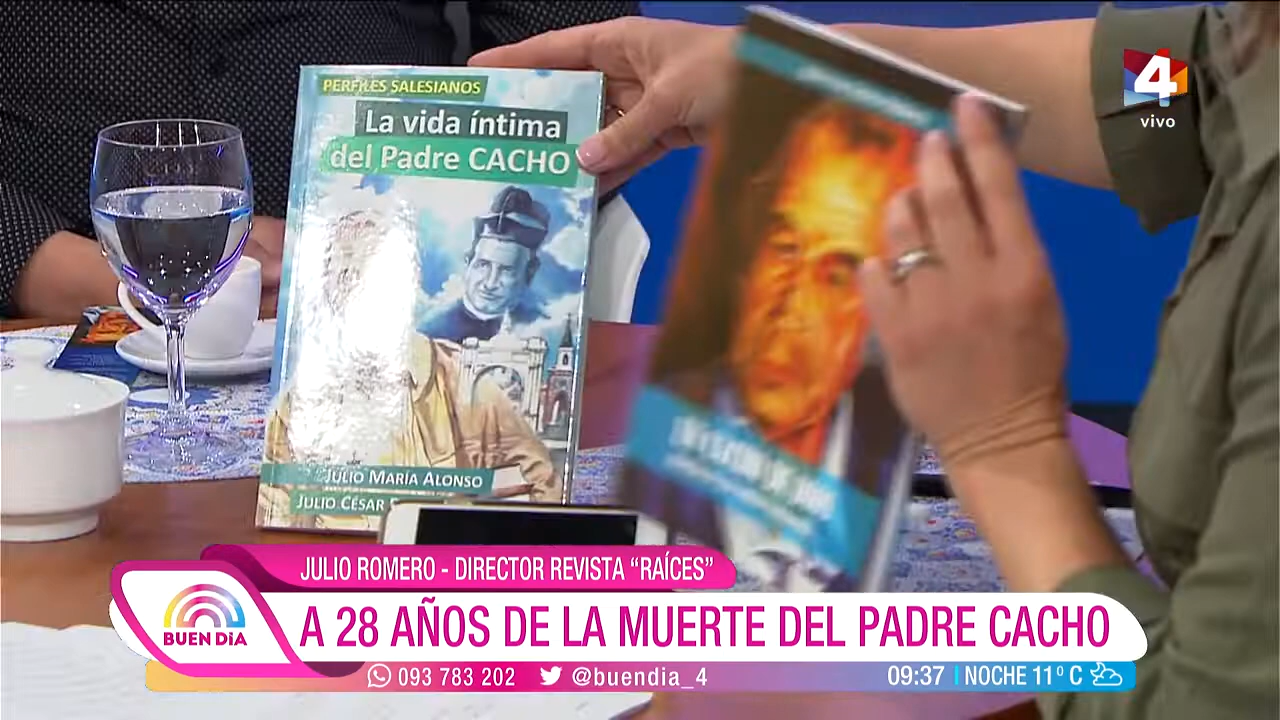 4
vivo
PERFILES SALESIANOS
La vida íntima
del Padre CACHO
JULIO MARÍA ALONSO
JULIO CÉSAR
JULIO ROMERO - DIRECTOR REVISTA “RAÍCES”
BUEN DÍA
A 28 AÑOS DE LA MUERTE DEL PADRE CACHO
093 783 202 @buendia_4
09:37 NOCHE 11º C